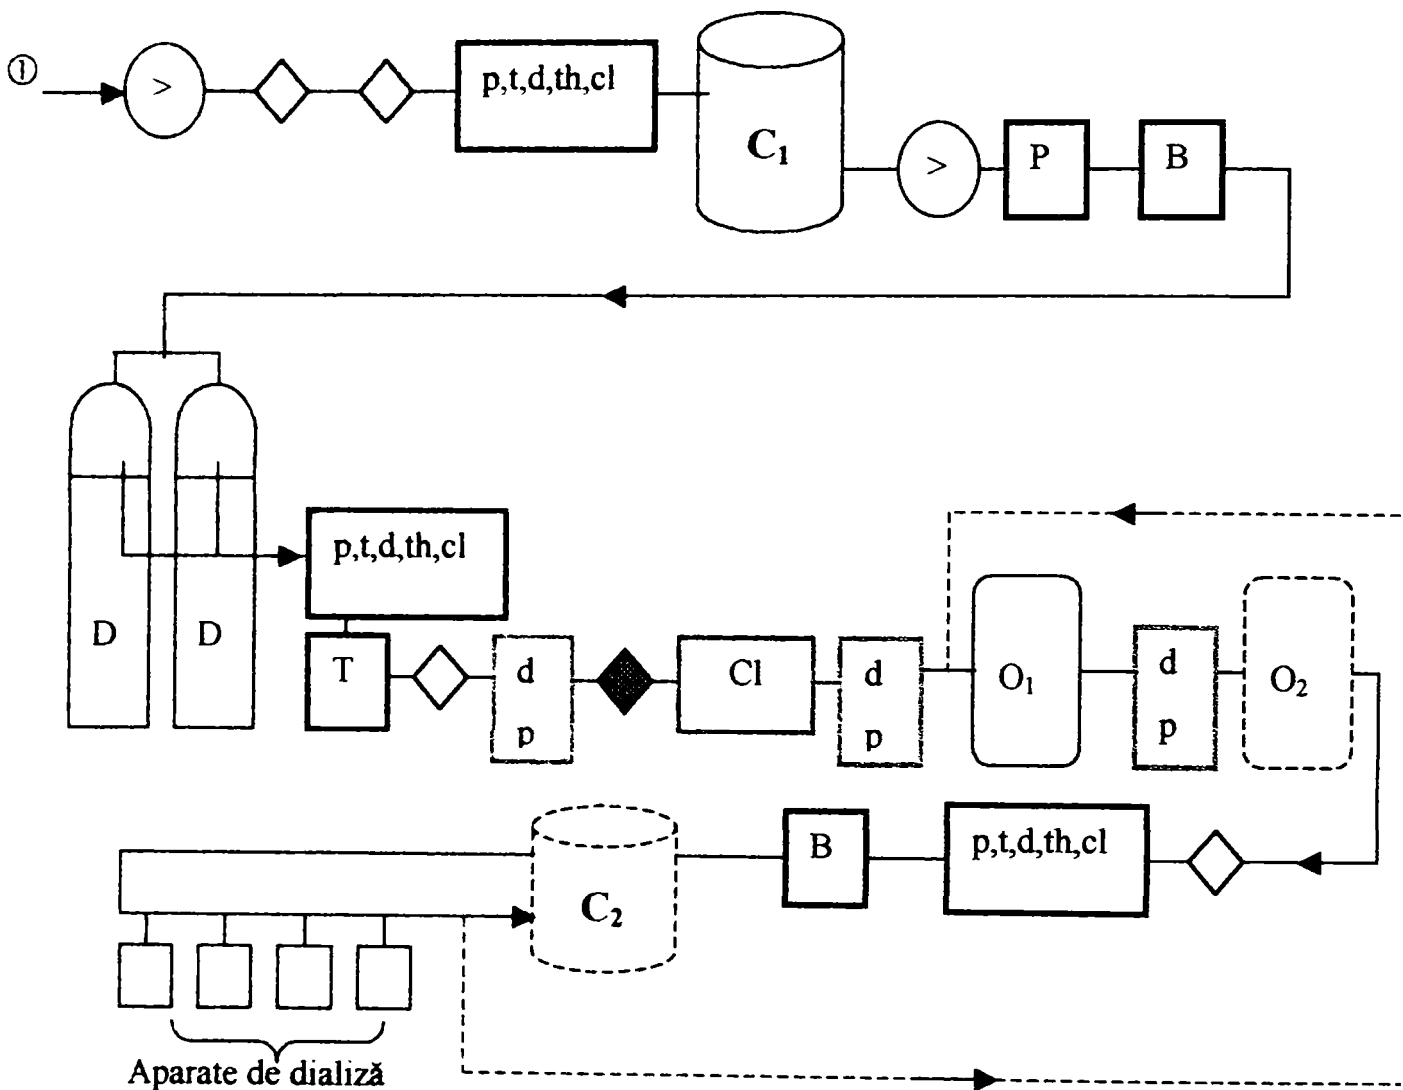 ①
>
p,t,d,th,cl
C₁
>
P
B
D
D
p,t,d,th,cl
T
d
p
Cl
d
p
O₁
d
p
O₂
C₂
B
p,t,d,th,cl
Aparate de dializă